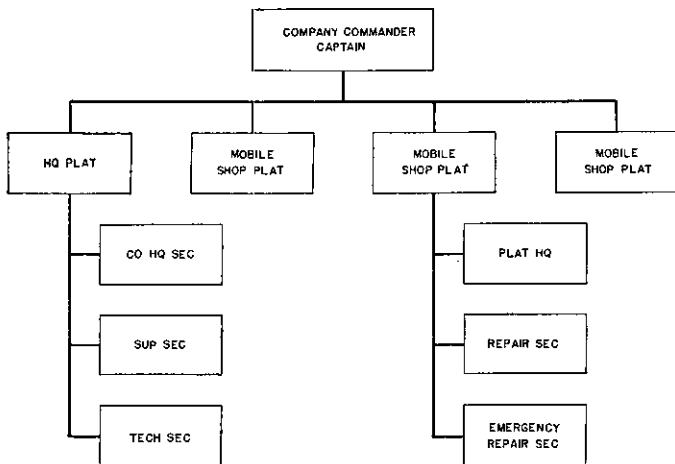 COMPANY COMMANDER
CAPTAIN
HQ PLAT
MOBILE
SHOP PLAT
MOBILE
SHOP PLAT
MOBILE
SHOP PLAT
CO HQ SEC
PLAT HQ
SUP SEC
REPAIR SEC
TECH SEC
EMERGENCY
REPAIR SEC